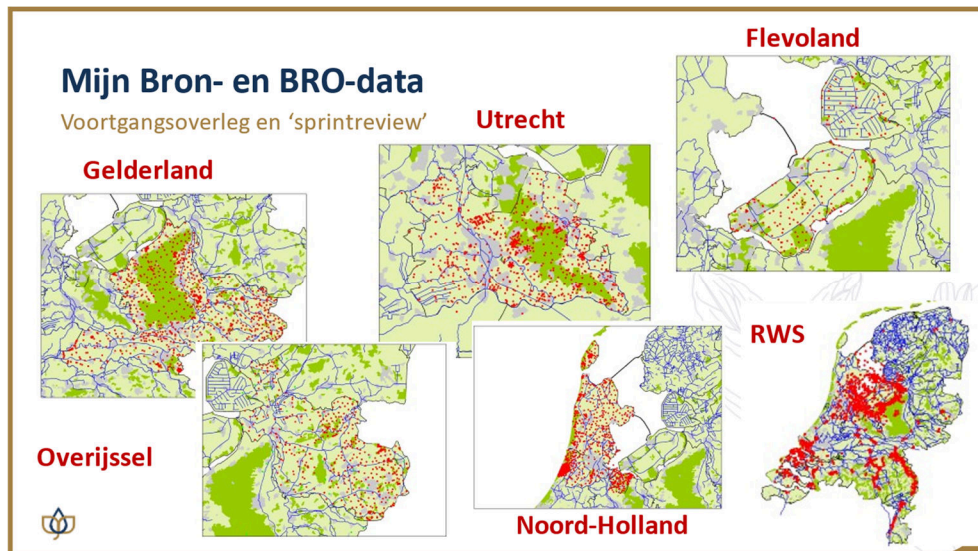 Mijn Bron- en BRO-data
Voortgangsoverleg en ‘sprintreview’
Flevoland
Utrecht
Gelderland
RWS
Overijssel
Noord-Holland